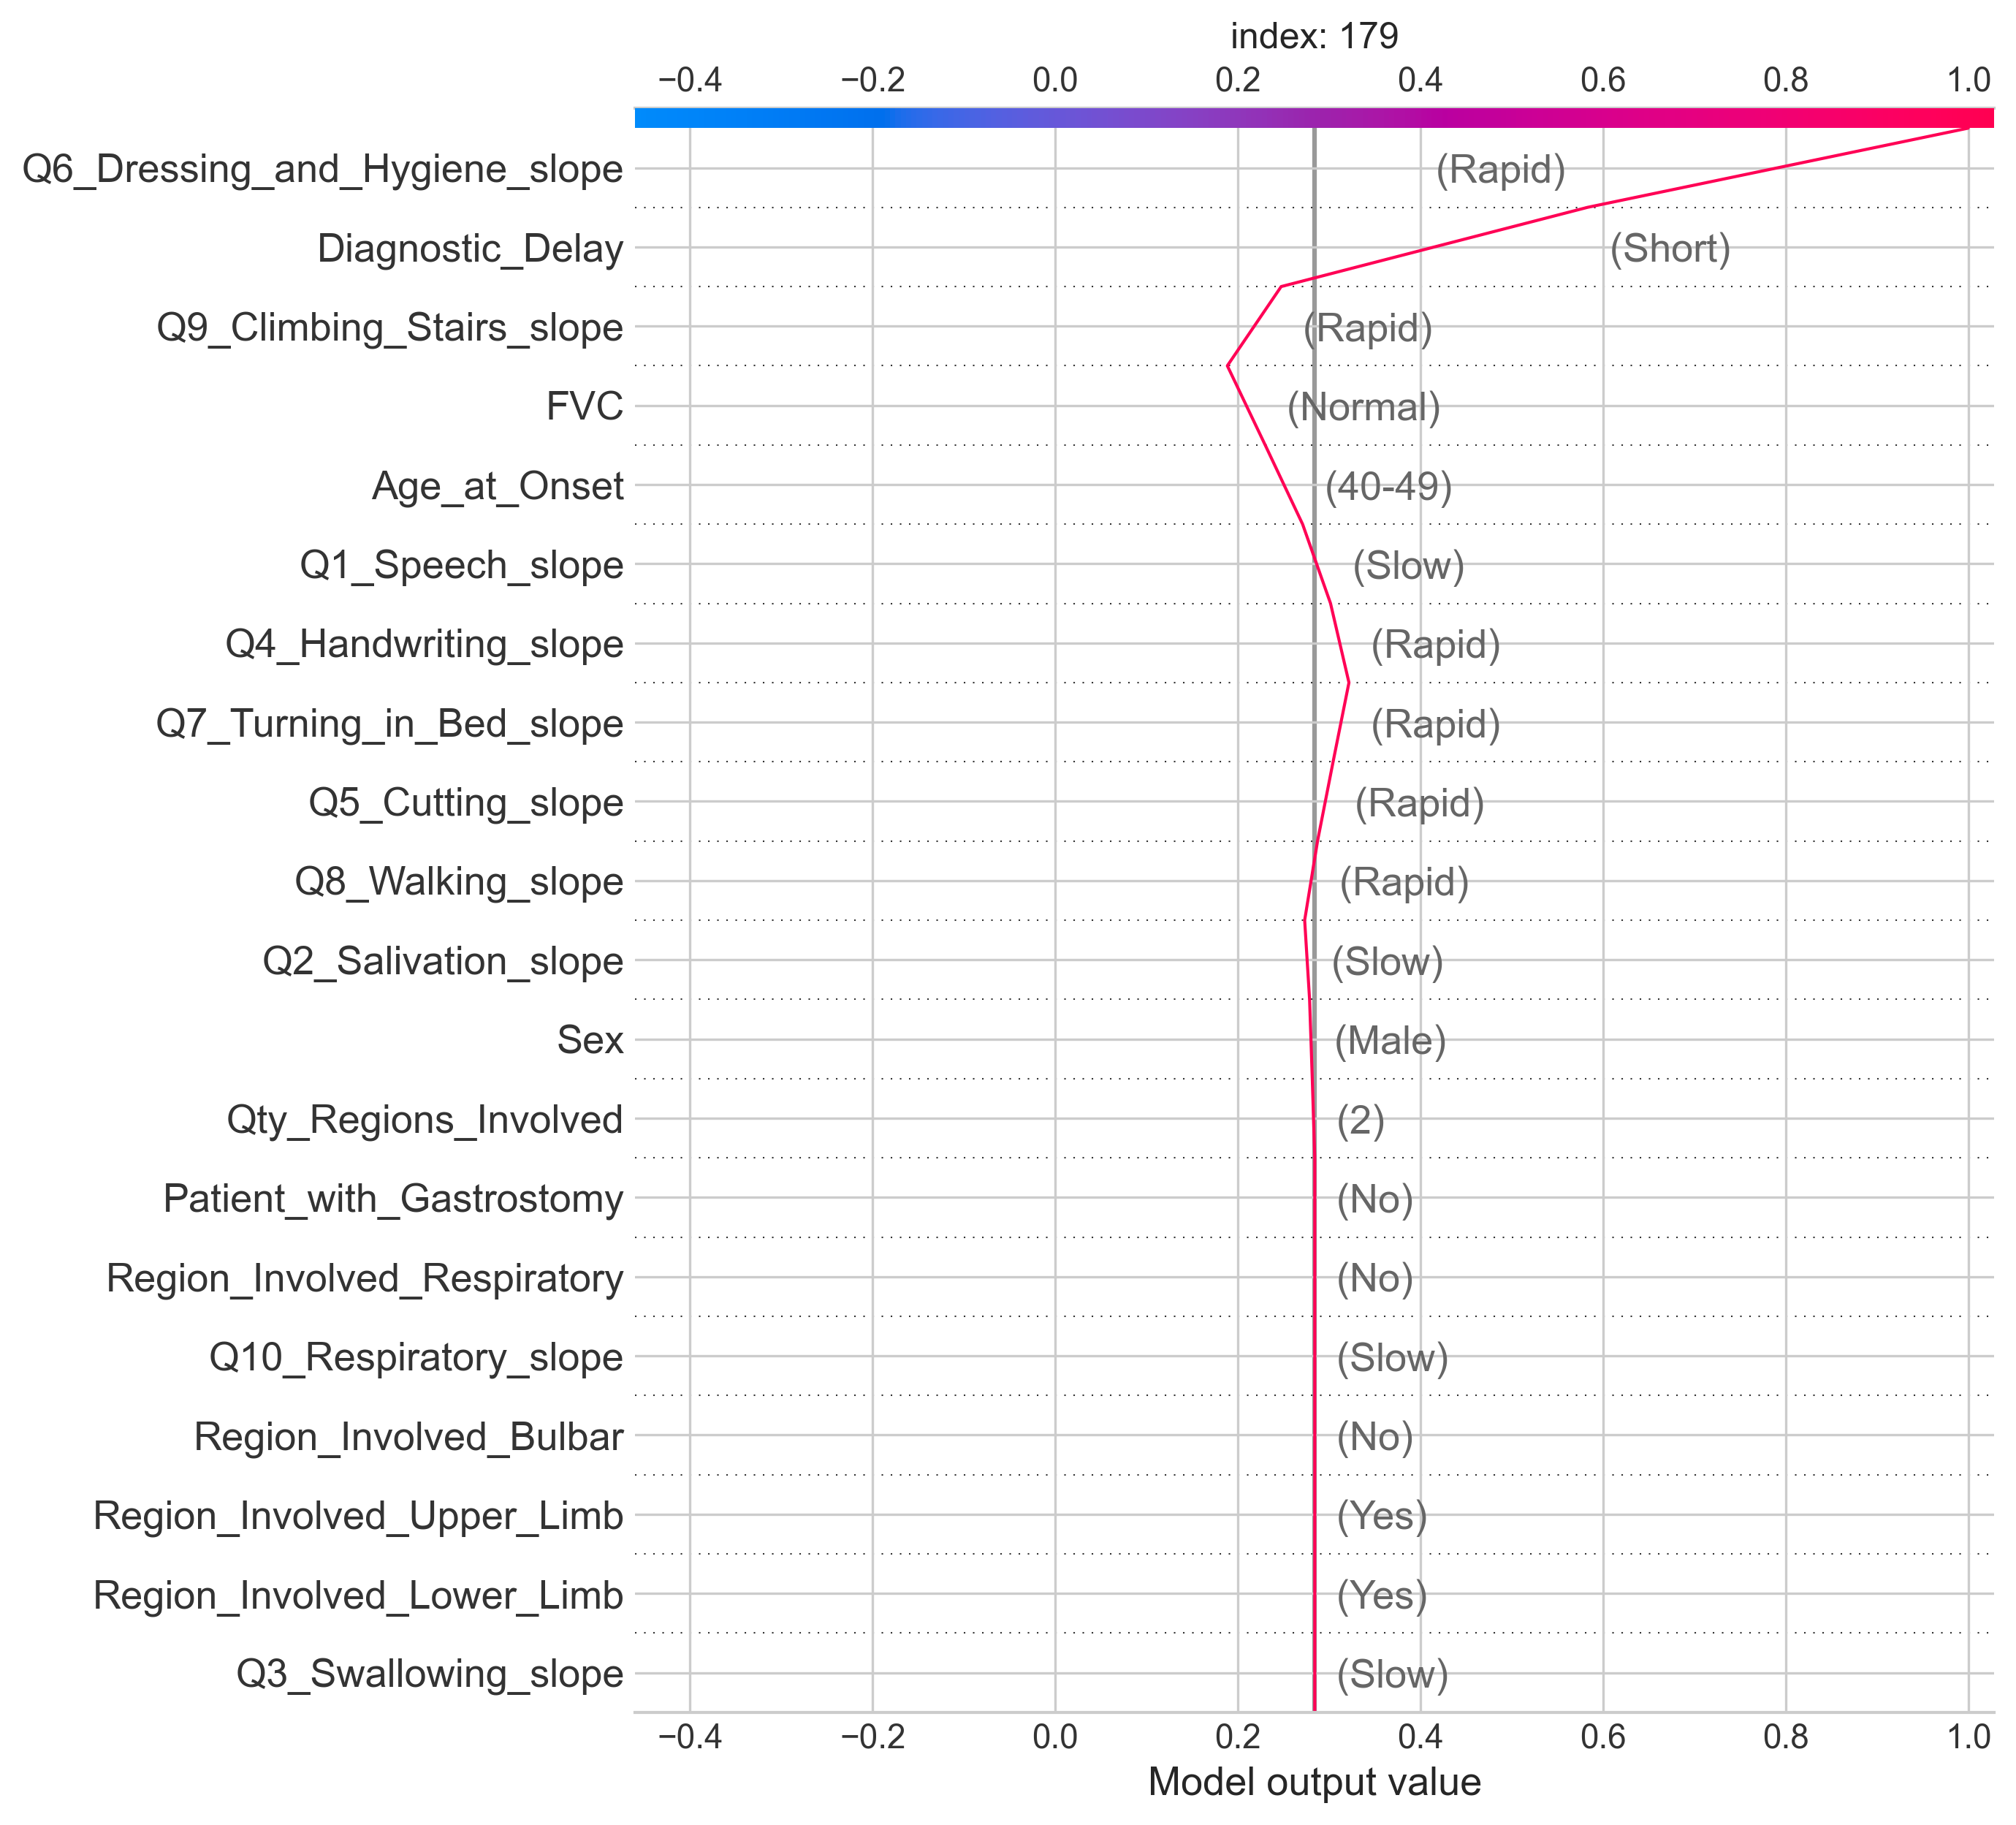 index: 179
−0.4 −0.2 0.0 0.2 0.4 0.6 0.8 1.0
Q6_Dressing_and_Hygiene_slope (Rapid)
Diagnostic_Delay (Short)
Q9_Climbing_Stairs_slope (Rapid)
FVC (Normal)
Age_at_Onset (40-49)
Q1_Speech_slope (Slow)
Q4_Handwriting_slope (Rapid)
Q7_Turning_in_Bed_slope (Rapid)
Q5_Cutting_slope (Rapid)
Q8_Walking_slope (Rapid)
Q2_Salivation_slope (Slow)
Sex (Male)
Qty_Regions_Involved (2)
Patient_with_Gastrostomy (No)
Region_Involved_Respiratory (No)
Q10_Respiratory_slope (Slow)
Region_Involved_Bulbar (No)
Region_Involved_Upper_Limb (Yes)
Region_Involved_Lower_Limb (Yes)
Q3_Swallowing_slope (Slow)
−0.4 −0.2 0.0 0.2 0.4 0.6 0.8 1.0
Model output value